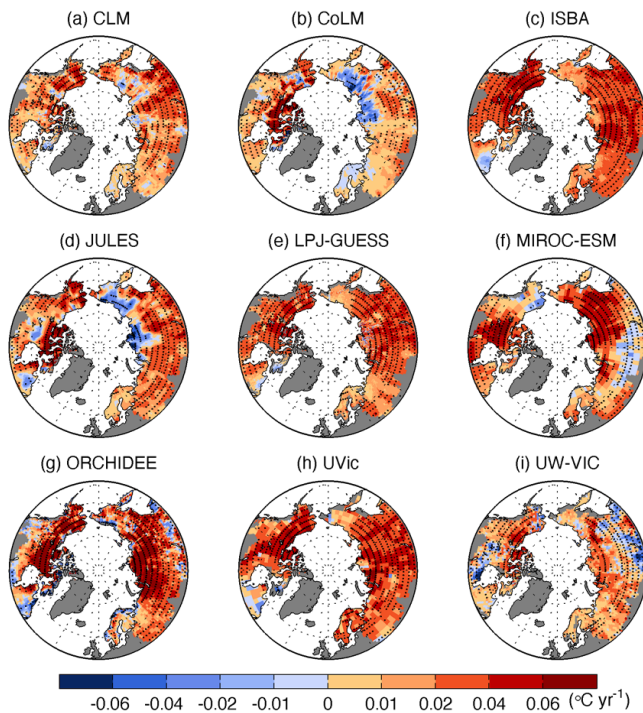 (a) CLM (b) CoLM (c) ISBA
(d) JULES (e) LPJ-GUESS (f) MIROC-ESM
(g) ORCHIDEE (h) UVic (i) UW-VIC
-0.06 -0.04 -0.02 -0.01 0 0.01 0.02 0.04 0.06 (°C yr⁻¹)